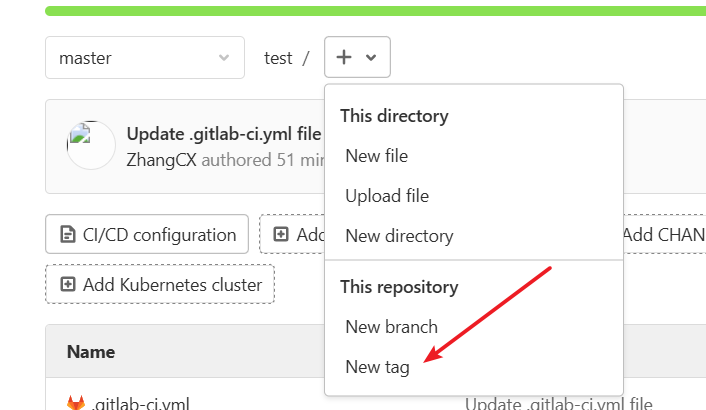 master
test /
This directory
New file
Upload file
New directory
This repository
New branch
New tag
Update .gitlab-ci.yml file
ZhangCX authored 51
CI/CD configuration
Add
Add
Add Kubernetes cluster
Name
.gitlab-ci.yml
Update .gitlab-ci.yml file